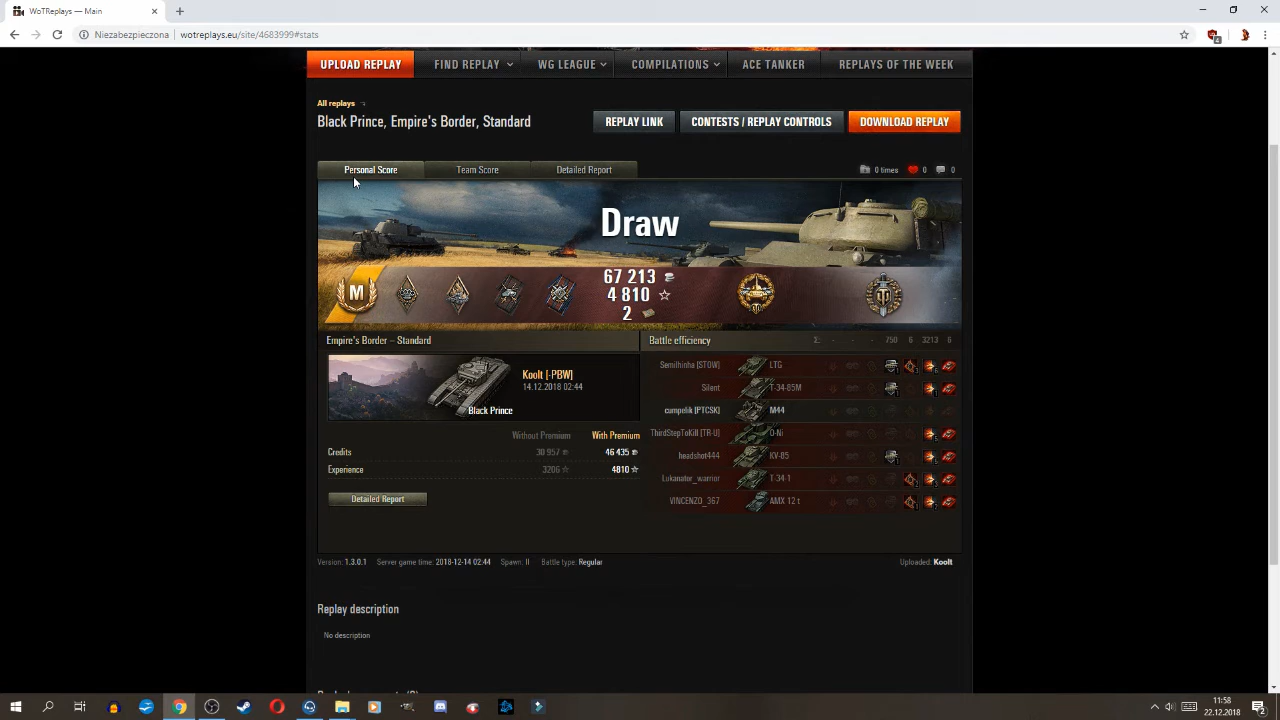 WoTReplays — Main
Niezabezpieczona wotreplays.eu/site/4683999#stats
UPLOAD REPLAY FIND REPLAY WG LEAGUE COMPILATIONS ACE TANKER REPLAYS OF THE WEEK
All replays
Black Prince, Empire's Border, Standard
REPLAY LINK CONTESTS / REPLAY CONTROLS DOWNLOAD REPLAY
Personal Score Team Score Detailed Report 0 times 0 0
Draw
M
67 213
4 810
2
Empire's Border – Standard Battle efficiency Σ: - - - 750 6 3213 6
Koolt [-PBW]
14.12.2018 02:44
Black Prince
Semilhinha [STOW] LTG
Silent T-34-85M
cumpelik [PTCSK] M44
ThirdStepToKill [TR-U] O-Ni
headshot444 KV-85
Lukanator_warrior T-34-1
VINCENZO_367 AMX 12 t
Without Premium With Premium
Credits 30 957 46 435
Experience 3206 4810
Detailed Report
Version: 1.3.0.1 Server game time: 2018-12-14 02:44 Spawn: II Battle type: Regular Uploaded: Koolt
Replay description
No description
11:58
22.12.2018